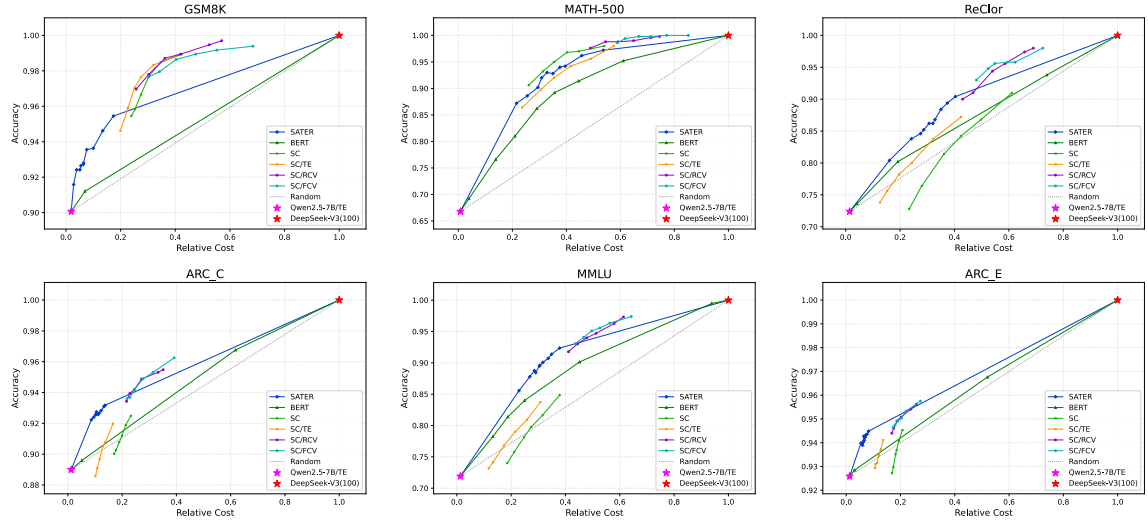 GSM8K
Accuracy
1.00
0.98
0.96
0.94
0.92
0.90
0.0 0.2 0.4 0.6 0.8 1.0
Relative Cost
SATER
BERT
SC
SC/TE
SC/RCV
SC/FCV
Random
Qwen2.5-7B/TE
DeepSeek-V3(100)
MATH-500
Accuracy
1.00
0.95
0.90
0.85
0.80
0.75
0.70
0.65
0.0 0.2 0.4 0.6 0.8 1.0
Relative Cost
SATER
BERT
SC
SC/TE
SC/RCV
SC/FCV
Random
Qwen2.5-7B/TE
DeepSeek-V3(100)
ReClor
Accuracy
1.00
0.95
0.90
0.85
0.80
0.75
0.70
0.0 0.2 0.4 0.6 0.8 1.0
Relative Cost
SATER
BERT
SC
SC/TE
SC/RCV
SC/FCV
Random
Qwen2.5-7B/TE
DeepSeek-V3(100)
ARC_C
Accuracy
1.00
0.98
0.96
0.94
0.92
0.90
0.88
0.0 0.2 0.4 0.6 0.8 1.0
Relative Cost
SATER
BERT
SC
SC/TE
SC/RCV
SC/FCV
Random
Qwen2.5-7B/TE
DeepSeek-V3(100)
MMLU
Accuracy
1.00
0.95
0.90
0.85
0.80
0.75
0.70
0.0 0.2 0.4 0.6 0.8 1.0
Relative Cost
SATER
BERT
SC
SC/TE
SC/RCV
SC/FCV
Random
Qwen2.5-7B/TE
DeepSeek-V3(100)
ARC_E
Accuracy
1.00
0.99
0.98
0.97
0.96
0.95
0.94
0.93
0.92
0.0 0.2 0.4 0.6 0.8 1.0
Relative Cost
SATER
BERT
SC
SC/TE
SC/RCV
SC/FCV
Random
Qwen2.5-7B/TE
DeepSeek-V3(100)